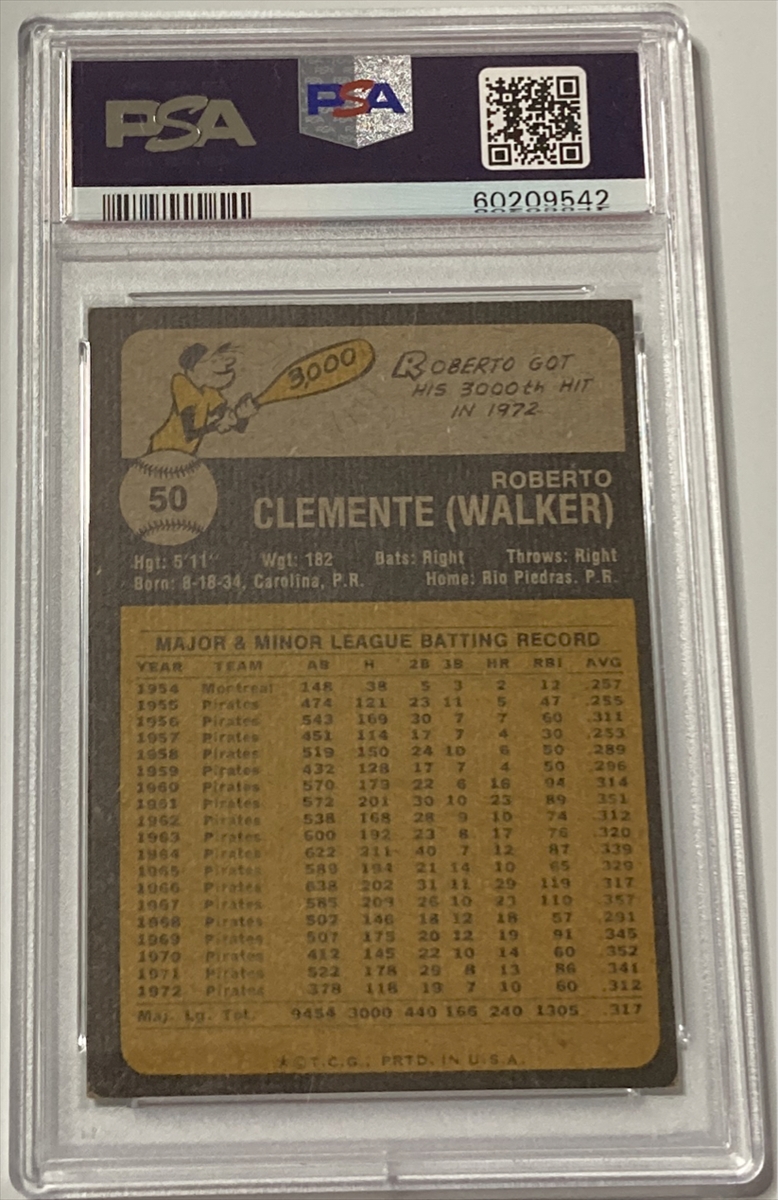 PSA
PSA
60209542
3,000
ROBERTO GOT
HIS 3000th HIT
IN 1972
50
ROBERTO
CLEMENTE (WALKER)
Hgt: 5'11" Wgt: 182 Bats: Right Throws: Right
Born: 8-18-34, Carolina, P.R. Home: Rio Piedras, P.R.
MAJOR & MINOR LEAGUE BATTING RECORD
YEAR TEAM AB H 2B 3B HR RBI AVG
1954 Montreal 148 38 5 3 2 12 .257
1955 Pirates 474 121 23 11 5 47 .255
1956 Pirates 543 169 30 7 7 60 .311
1957 Pirates 451 114 17 7 4 30 .253
1958 Pirates 519 150 24 10 6 50 .289
1959 Pirates 432 128 17 7 4 50 .296
1960 Pirates 570 179 22 6 16 94 .314
1961 Pirates 572 201 30 10 23 89 .351
1962 Pirates 538 168 28 9 10 74 .312
1963 Pirates 600 192 23 8 17 76 .320
1964 Pirates 622 211 40 7 12 87 .339
1965 Pirates 589 194 21 14 10 65 .329
1966 Pirates 638 202 31 11 29 119 .317
1967 Pirates 585 209 26 10 23 110 .357
1968 Pirates 502 146 18 12 18 57 .291
1969 Pirates 507 175 20 12 19 91 .345
1970 Pirates 412 145 22 10 14 60 .352
1971 Pirates 522 178 29 8 13 86 .341
1972 Pirates 378 118 19 7 10 60 .312
Maj. Lg. Tot. 9454 3000 440 166 240 1305 .317
★ © T.C.G., PRTD. IN U.S.A.